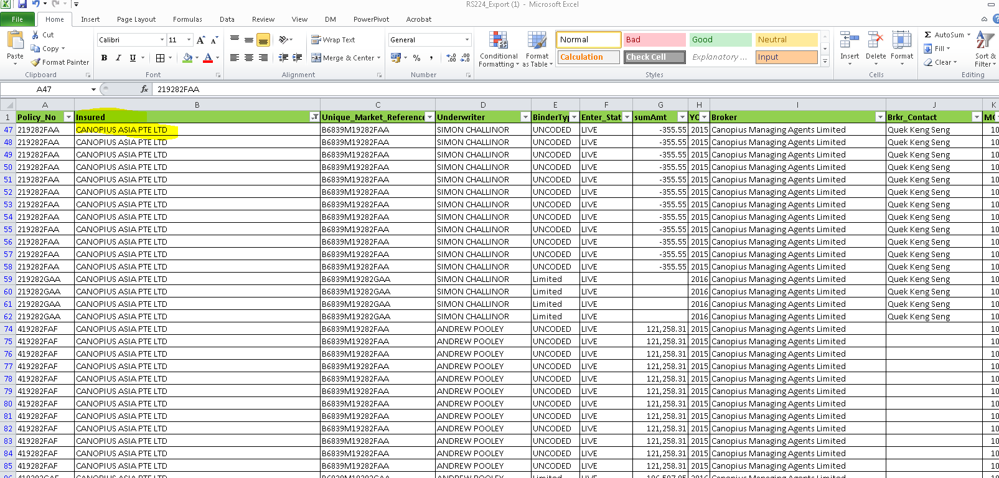 RS224_Export (1) - Microsoft Excel
File Home Insert Page Layout Formulas Data Review View DM PowerPivot Acrobat
Paste Cut Copy Format Painter Clipboard
Calibri 11 B I U Font
Wrap Text Merge & Center Alignment
General % , Number
Conditional Formatting Format as Table
Normal Bad Good Neutral
Calculation Check Cell Explanatory ... Input
Styles
Insert Delete Format Cells
Σ AutoSum Fill Clear Sort & Filter Editing
A47 fx 219282FAA
A B C D E F G H I J K
1 Policy_No Insured Unique_Market_Reference Underwriter BinderTy Enter_Stat sumAmt YO Broker Brkr_Contact
47 219282FAA CANOPIUS ASIA PTE LTD B6839M19282FAA SIMON CHALLINOR UNCODED LIVE -355.55 2015 Canopius Managing Agents Limited Quek Keng Seng 10
48 219282FAA CANOPIUS ASIA PTE LTD B6839M19282FAA SIMON CHALLINOR UNCODED LIVE -355.55 2015 Canopius Managing Agents Limited Quek Keng Seng 10
49 219282FAA CANOPIUS ASIA PTE LTD B6839M19282FAA SIMON CHALLINOR UNCODED LIVE -355.55 2015 Canopius Managing Agents Limited Quek Keng Seng 10
50 219282FAA CANOPIUS ASIA PTE LTD B6839M19282FAA SIMON CHALLINOR UNCODED LIVE -355.55 2015 Canopius Managing Agents Limited Quek Keng Seng 10
51 219282FAA CANOPIUS ASIA PTE LTD B6839M19282FAA SIMON CHALLINOR UNCODED LIVE -355.55 2015 Canopius Managing Agents Limited Quek Keng Seng 10
52 219282FAA CANOPIUS ASIA PTE LTD B6839M19282FAA SIMON CHALLINOR UNCODED LIVE -355.55 2015 Canopius Managing Agents Limited Quek Keng Seng 10
53 219282FAA CANOPIUS ASIA PTE LTD B6839M19282FAA SIMON CHALLINOR UNCODED LIVE -355.55 2015 Canopius Managing Agents Limited Quek Keng Seng 10
54 219282FAA CANOPIUS ASIA PTE LTD B6839M19282FAA SIMON CHALLINOR UNCODED LIVE -355.55 2015 Canopius Managing Agents Limited Quek Keng Seng 10
55 219282FAA CANOPIUS ASIA PTE LTD B6839M19282FAA SIMON CHALLINOR UNCODED LIVE -355.55 2015 Canopius Managing Agents Limited Quek Keng Seng 10
56 219282FAA CANOPIUS ASIA PTE LTD B6839M19282FAA SIMON CHALLINOR UNCODED LIVE -355.55 2015 Canopius Managing Agents Limited Quek Keng Seng 10
57 219282FAA CANOPIUS ASIA PTE LTD B6839M19282FAA SIMON CHALLINOR UNCODED LIVE -355.55 2015 Canopius Managing Agents Limited Quek Keng Seng 10
58 219282FAA CANOPIUS ASIA PTE LTD B6839M19282FAA SIMON CHALLINOR UNCODED LIVE -355.55 2015 Canopius Managing Agents Limited Quek Keng Seng 10
59 219282GAA CANOPIUS ASIA PTE LTD B6839M19282GAA SIMON CHALLINOR Limited LIVE 2016 Canopius Managing Agents Limited Quek Keng Seng 10
60 219282GAA CANOPIUS ASIA PTE LTD B6839M19282GAA SIMON CHALLINOR Limited LIVE 2016 Canopius Managing Agents Limited Quek Keng Seng 10
61 219282GAA CANOPIUS ASIA PTE LTD B6839M19282GAA SIMON CHALLINOR Limited LIVE 2016 Canopius Managing Agents Limited Quek Keng Seng 10
62 219282GAA CANOPIUS ASIA PTE LTD B6839M19282GAA SIMON CHALLINOR Limited LIVE 2016 Canopius Managing Agents Limited Quek Keng Seng 10
74 419282FAF CANOPIUS ASIA PTE LTD B6839M19282FAA ANDREW POOLEY UNCODED LIVE 121,258.31 2015 Canopius Managing Agents Limited 10
75 419282FAF CANOPIUS ASIA PTE LTD B6839M19282FAA ANDREW POOLEY UNCODED LIVE 121,258.31 2015 Canopius Managing Agents Limited 10
76 419282FAF CANOPIUS ASIA PTE LTD B6839M19282FAA ANDREW POOLEY UNCODED LIVE 121,258.31 2015 Canopius Managing Agents Limited 10
77 419282FAF CANOPIUS ASIA PTE LTD B6839M19282FAA ANDREW POOLEY UNCODED LIVE 121,258.31 2015 Canopius Managing Agents Limited 10
78 419282FAF CANOPIUS ASIA PTE LTD B6839M19282FAA ANDREW POOLEY UNCODED LIVE 121,258.31 2015 Canopius Managing Agents Limited 10
79 419282FAF CANOPIUS ASIA PTE LTD B6839M19282FAA ANDREW POOLEY UNCODED LIVE 121,258.31 2015 Canopius Managing Agents Limited 10
80 419282FAF CANOPIUS ASIA PTE LTD B6839M19282FAA ANDREW POOLEY UNCODED LIVE 121,258.31 2015 Canopius Managing Agents Limited 10
81 419282FAF CANOPIUS ASIA PTE LTD B6839M19282FAA ANDREW POOLEY UNCODED LIVE 121,258.31 2015 Canopius Managing Agents Limited 10
82 419282FAF CANOPIUS ASIA PTE LTD B6839M19282FAA ANDREW POOLEY UNCODED LIVE 121,258.31 2015 Canopius Managing Agents Limited 10
83 419282FAF CANOPIUS ASIA PTE LTD B6839M19282FAA ANDREW POOLEY UNCODED LIVE 121,258.31 2015 Canopius Managing Agents Limited 10
84 419282FAF CANOPIUS ASIA PTE LTD B6839M19282FAA ANDREW POOLEY UNCODED LIVE 121,258.31 2015 Canopius Managing Agents Limited 10
85 419282FAF CANOPIUS ASIA PTE LTD B6839M19282FAA ANDREW POOLEY UNCODED LIVE 121,258.31 2015 Canopius Managing Agents Limited 10